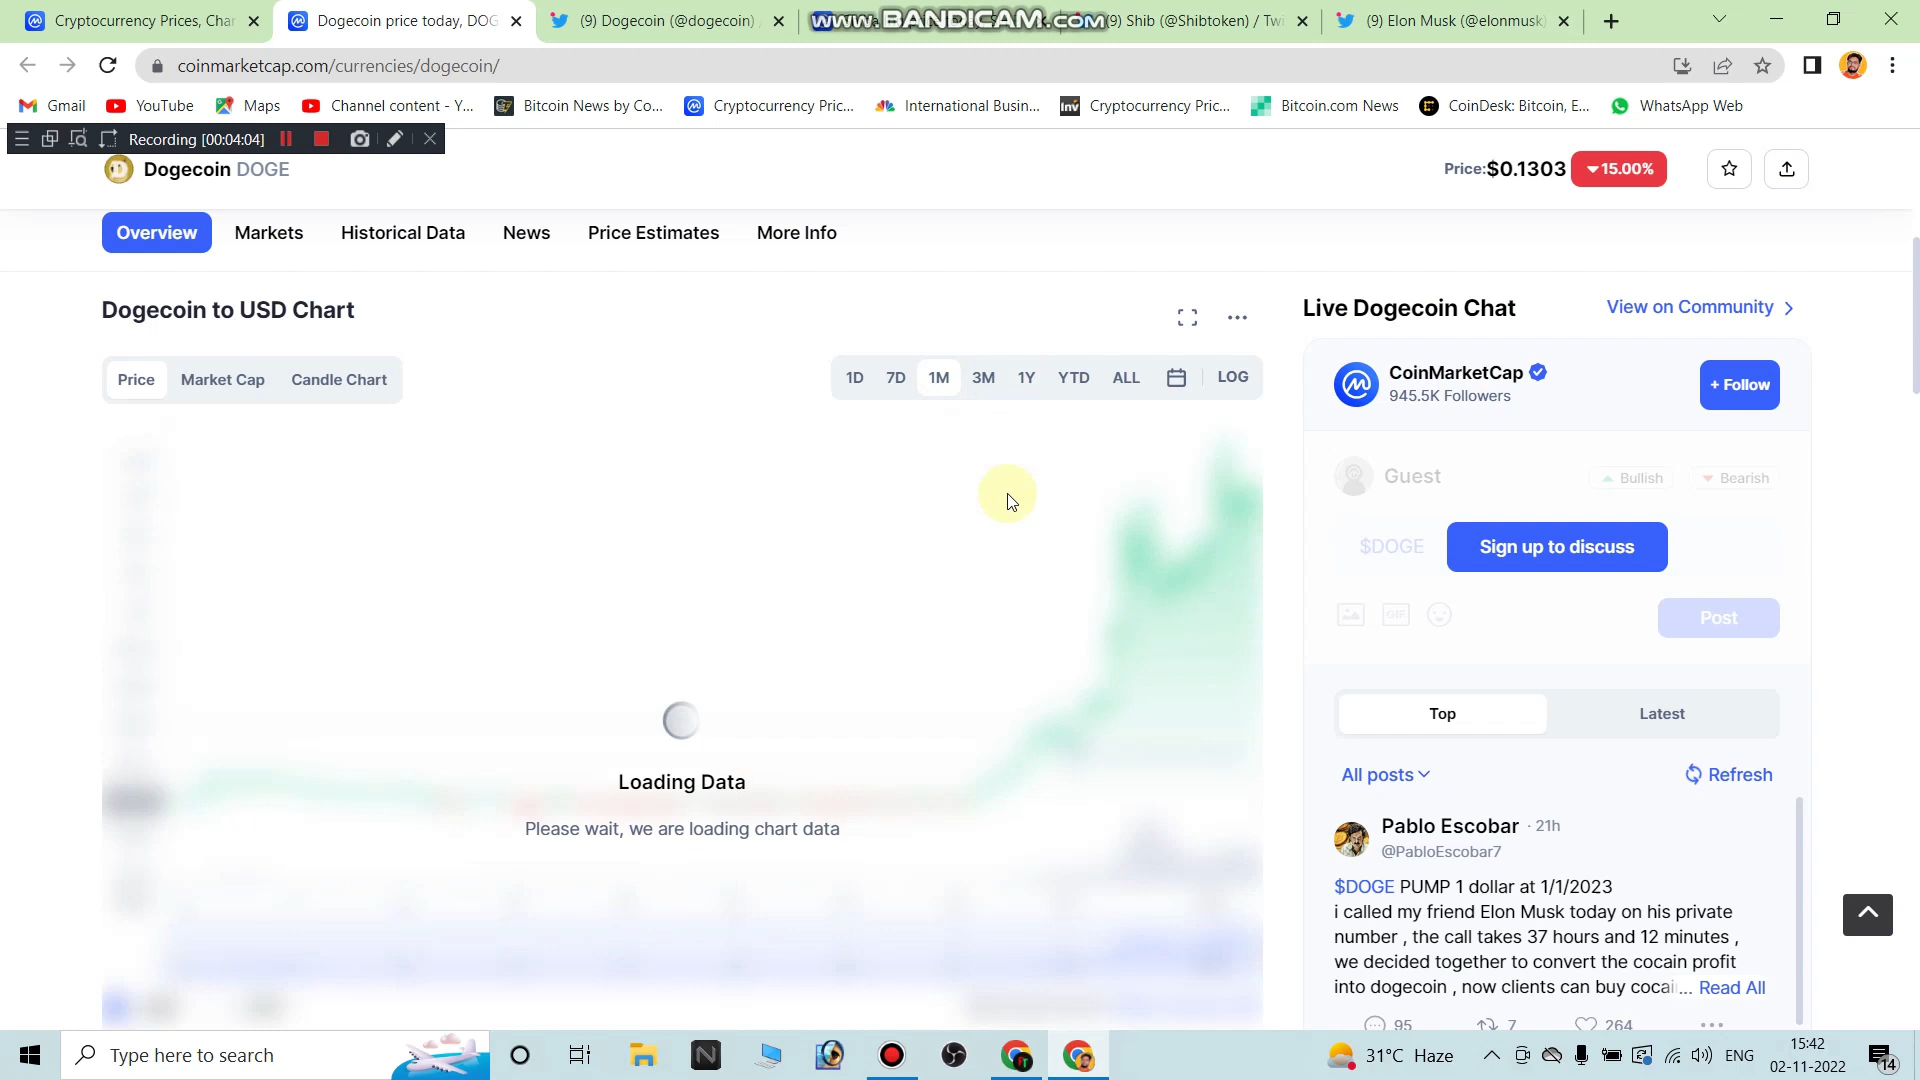 Cryptocurrency Prices, Char
Dogecoin price today, DOG
(9) Dogecoin (@dogecoin)
www.BANDICAM.com
(9) Shib (@Shibtoken) / Twi
(9) Elon Musk (@elonmusk)
coinmarketcap.com/currencies/dogecoin/
Gmail
YouTube
Maps
Channel content - Y...
Bitcoin News by Co...
Cryptocurrency Pric...
International Busin...
Inv
Cryptocurrency Pric...
Bitcoin.com News
CoinDesk: Bitcoin, E...
WhatsApp Web
Recording [00:04:04]
Dogecoin DOGE
Price:$0.1303
15.00%
Overview
Markets
Historical Data
News
Price Estimates
More Info
Dogecoin to USD Chart
Price
Market Cap
Candle Chart
1D
7D
1M
3M
1Y
YTD
ALL
LOG
Loading Data
Please wait, we are loading chart data
Live Dogecoin Chat
View on Community
CoinMarketCap
945.5K Followers
+ Follow
Guest
Bullish
Bearish
$DOGE
Sign up to discuss
GIF
Post
Top
Latest
All posts
Refresh
Pablo Escobar · 21h
@PabloEscobar7
$DOGE PUMP 1 dollar at 1/1/2023
i called my friend Elon Musk today on his private
number , the call takes 37 hours and 12 minutes ,
we decided together to convert the cocain profit
into dogecoin , now clients can buy cocai... Read All
95
7
264
Type here to search
31°C Haze
ENG
15:42
02-11-2022
14